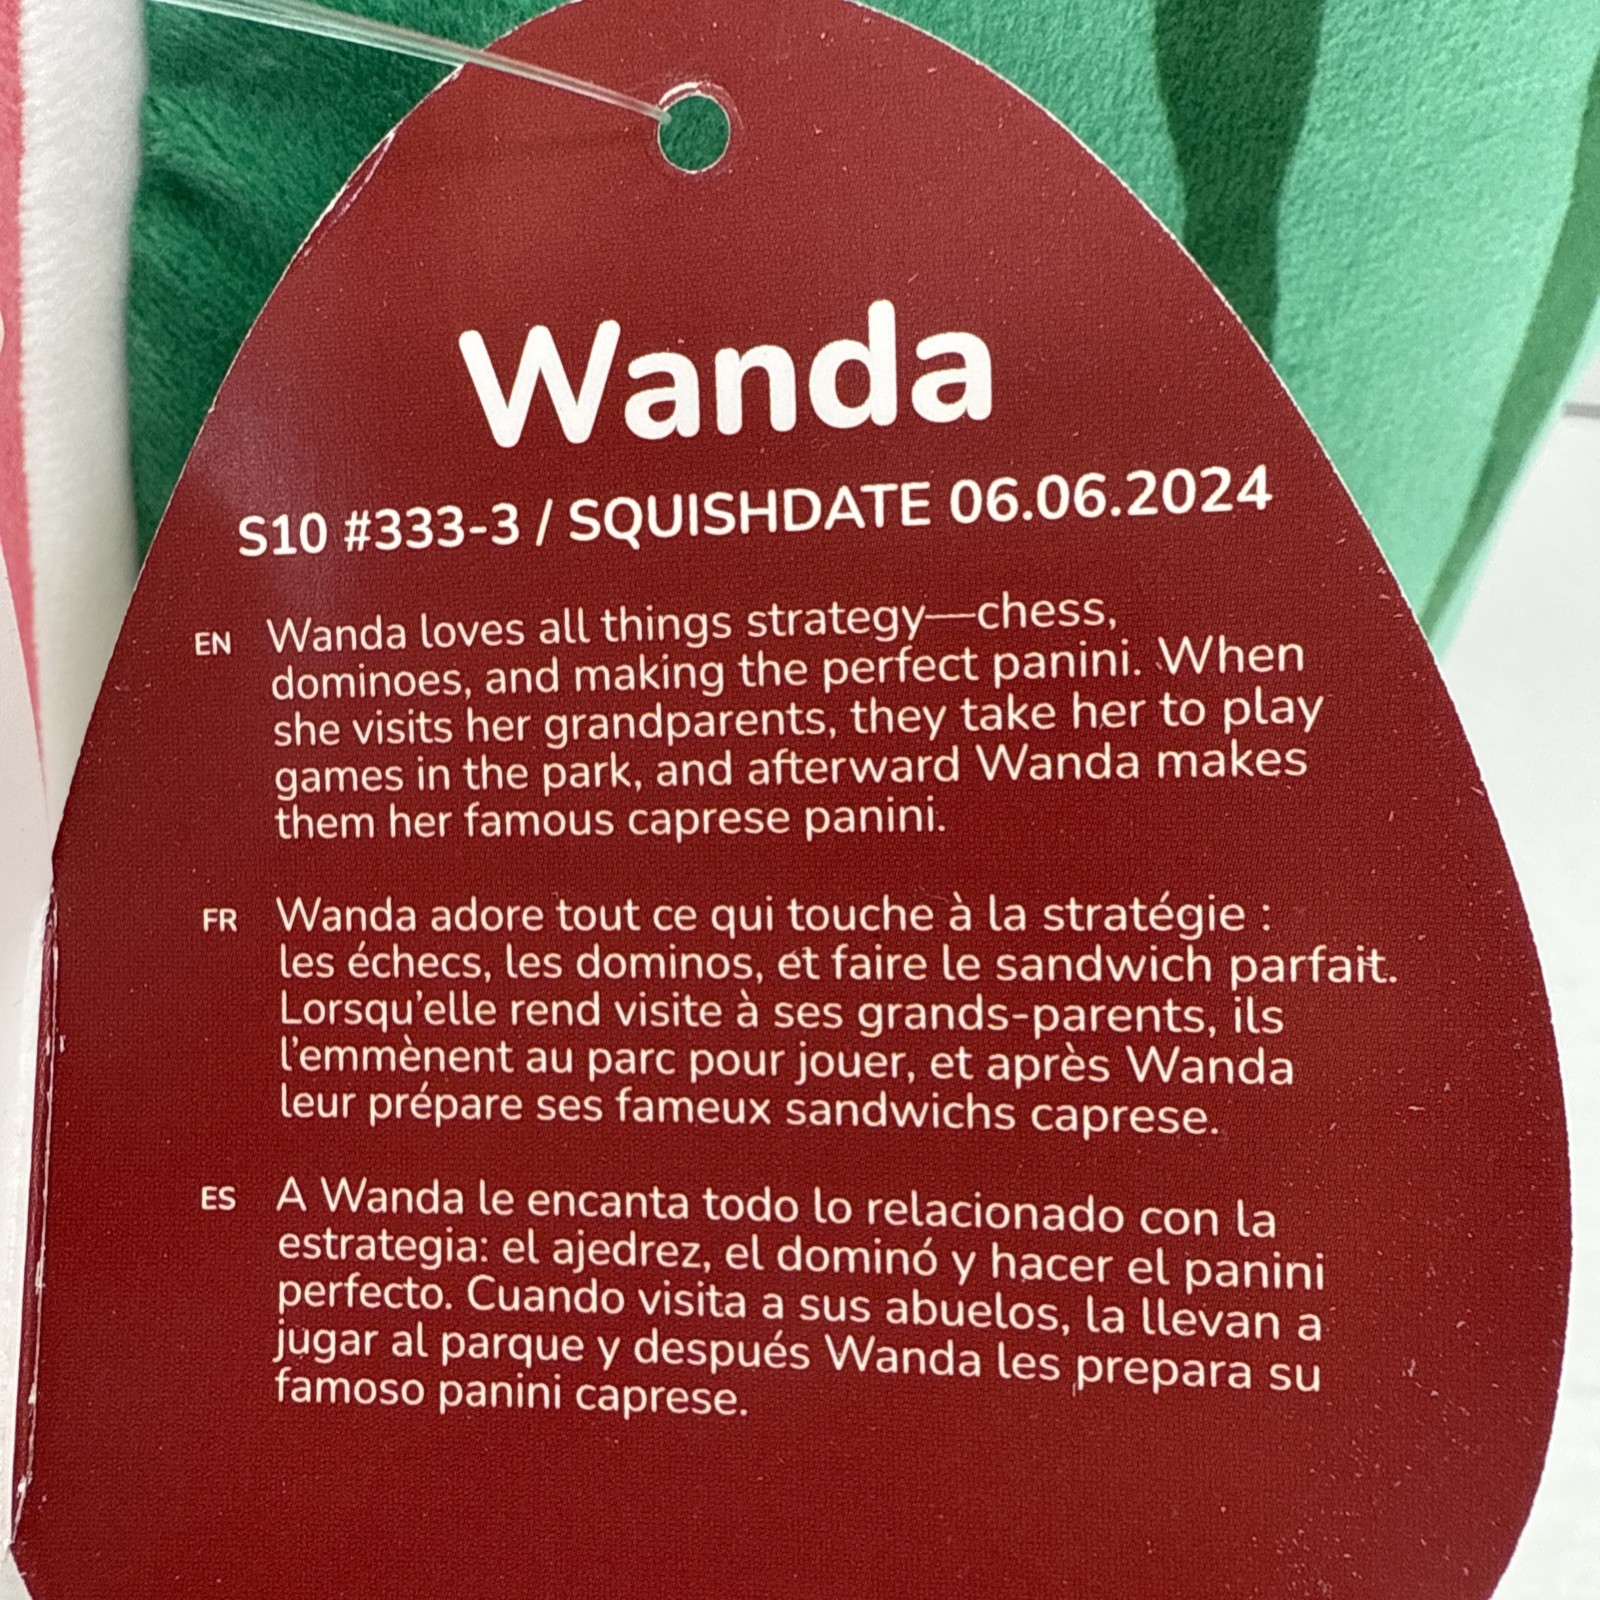 Wanda
S10 #333-3 / SQUISHDATE 06.06.2024
EN Wanda loves all things strategy—chess,
dominoes, and making the perfect panini. When
she visits her grandparents, they take her to play
games in the park, and afterward Wanda makes
them her famous caprese panini.
FR Wanda adore tout ce qui touche à la stratégie :
les échecs, les dominos, et faire le sandwich parfait.
Lorsqu’elle rend visite à ses grands-parents, ils
l’emmènent au parc pour jouer, et après Wanda
leur prépare ses fameux sandwichs caprese.
ES A Wanda le encanta todo lo relacionado con la
estrategia: el ajedrez, el dominó y hacer el panini
perfecto. Cuando visita a sus abuelos, la llevan a
jugar al parque y después Wanda les prepara su
famoso panini caprese.